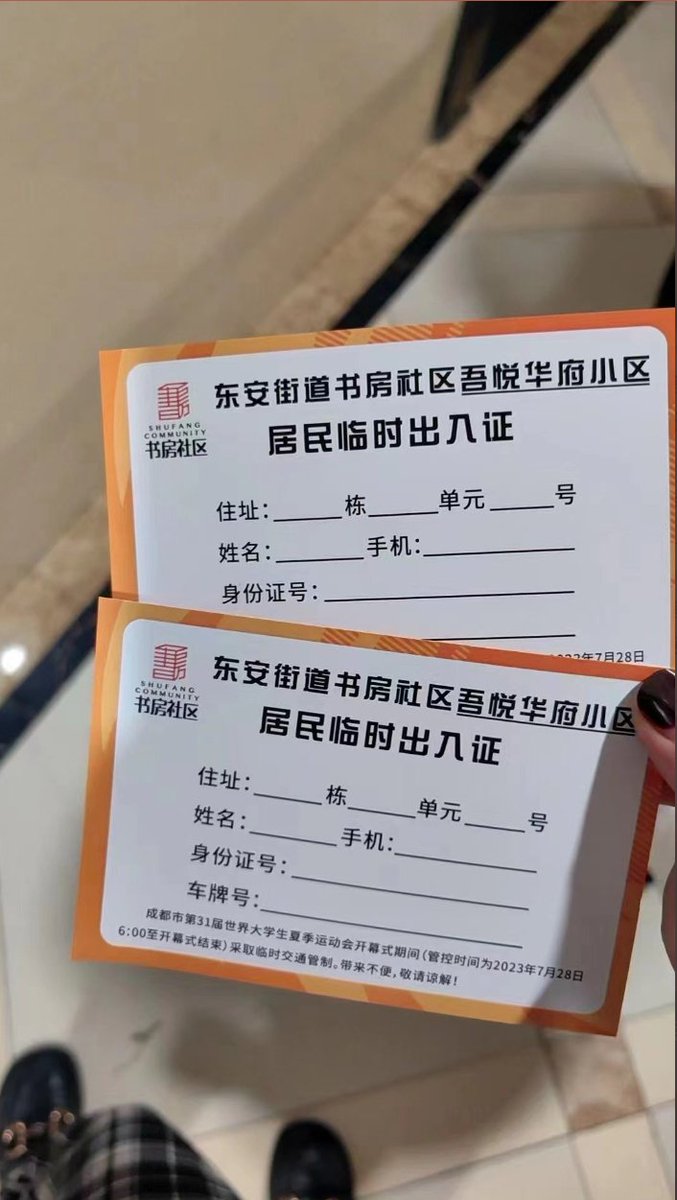 东安街道书房社区吾悦华府小区
SHUFANG
COMMUNITY
书房社区
居民临时出入证
住址：______栋______单元______号
姓名：________手机：______________
身份证号：______________________
2023年7月28日
东安街道书房社区吾悦华府小区
SHUFANG
COMMUNITY
书房社区
居民临时出入证
住址：______栋______单元______号
姓名：________手机：______________
身份证号：______________________
车牌号：______________________
成都市第31届世界大学生夏季运动会开幕式期间（管控时间为2023年7月28日
6:00至开幕式结束）采取临时交通管制。带来不便，敬请谅解！